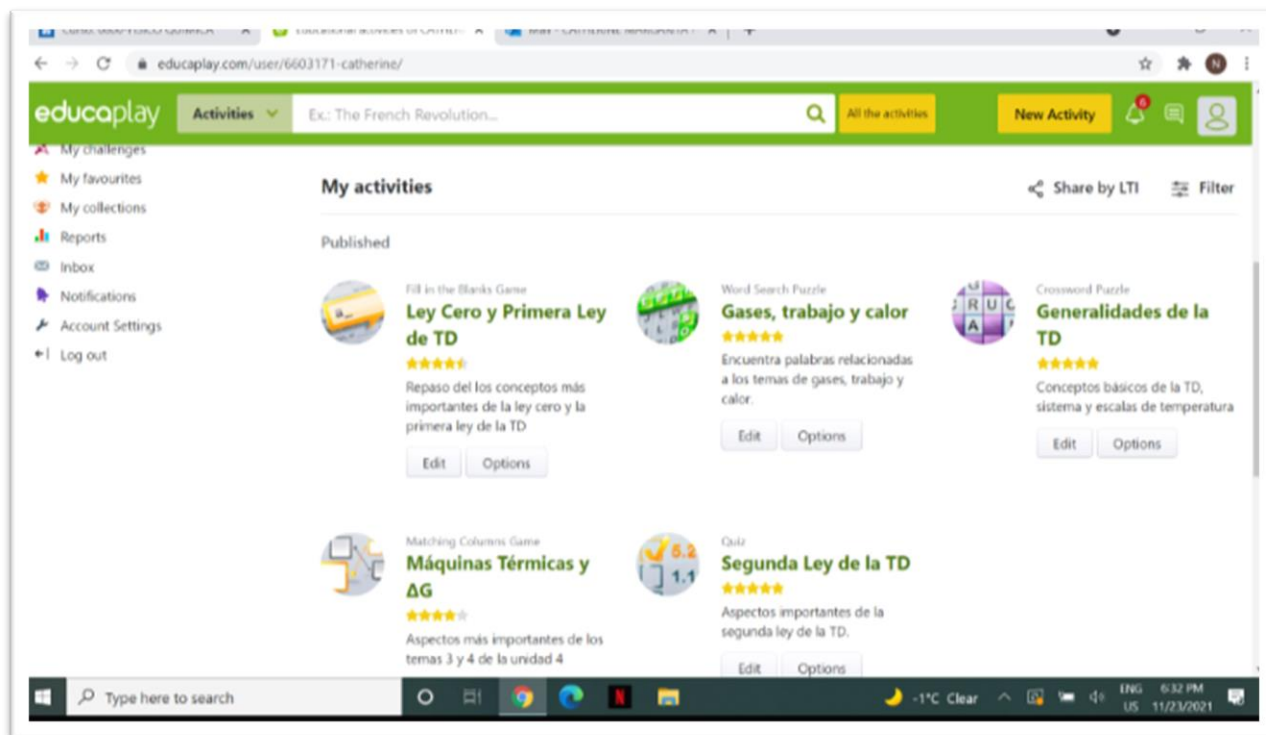 educaplay.com/user/6603171-catherine/
N
educaplay
Activities
Ex.: The French Revolution...
All the activities
New Activity
6
My challenges
My favourites
My collections
Reports
Inbox
Notifications
Account Settings
Log out
My activities
Share by LTI
Filter
Published
Fill in the Blanks Game
Ley Cero y Primera Ley
de TD
Repaso del los conceptos más
importantes de la ley cero y la
primera ley de la TD
Edit Options
Word Search Puzzle
Gases, trabajo y calor
Encuentra palabras relacionadas
a los temas de gases, trabajo y
calor.
Edit Options
Crossword Puzzle
Generalidades de la
TD
Conceptos básicos de la TD,
sistema y escalas de temperatura
Edit Options
Matching Columns Game
Máquinas Térmicas y
ΔG
Aspectos más importantes de los
temas 3 y 4 de la unidad 4
5.2
1.1
Quiz
Segunda Ley de la TD
Aspectos importantes de la
segunda ley de la TD.
Edit Options
Type here to search
-1°C Clear
ENG
US
6:32 PM
11/23/2021